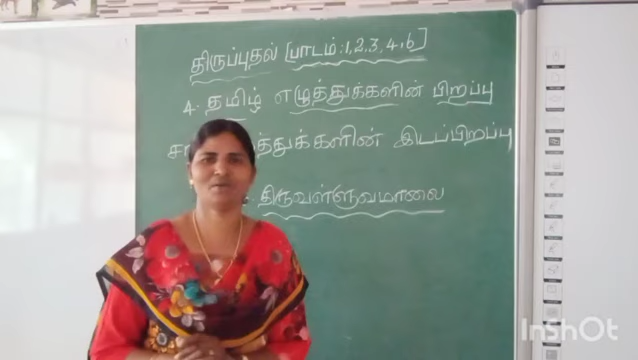 திருப்புதல் [பாடம்:1,2,3,4,6]
4. தமிழ் எழுத்துக்களின் பிறப்பு
இடப்பிறப்பு
திருவள்ளுவமாலை
InShOt